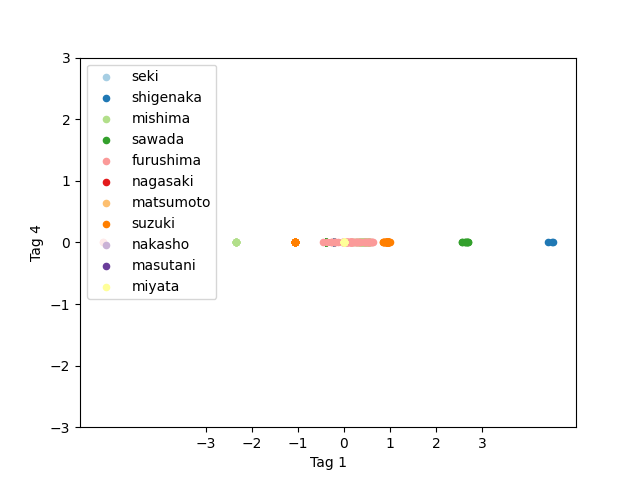 3
2
1
0
−1
−2
−3
Tag 4
seki
shigenaka
mishima
sawada
furushima
nagasaki
matsumoto
suzuki
nakasho
masutani
miyata
−3 −2 −1 0 1 2 3
Tag 1